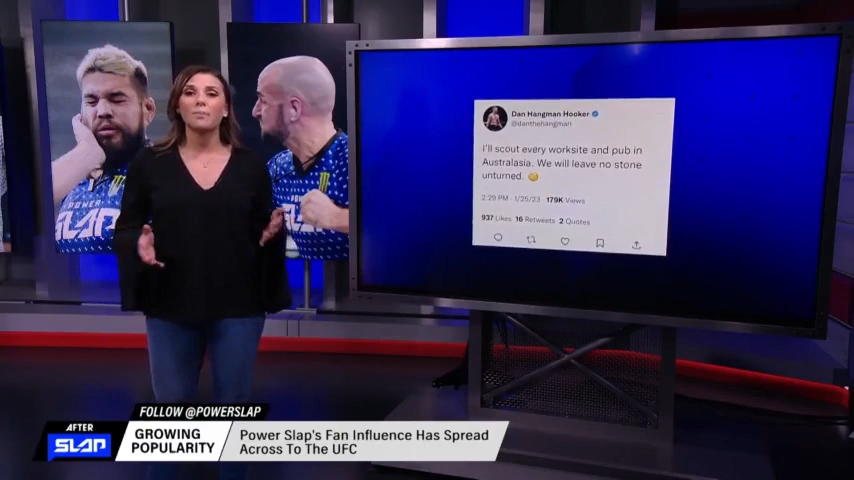 POWER
SLAP
Dan Hangman Hooker
@danthehangman
I'll scout every worksite and pub in
Australasia. We will leave no stone
unturned.
2:29 PM · 1/25/23 179K Views
937 Likes 16 Retweets 2 Quotes
FOLLOW @POWERSLAP
AFTER
SLAP
GROWING
POPULARITY
Power Slap's Fan Influence Has Spread
Across To The UFC